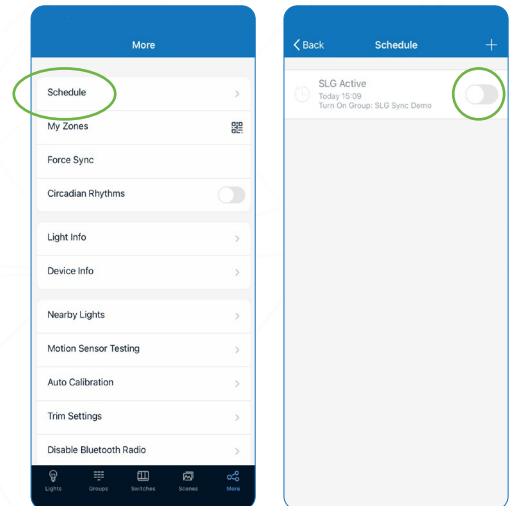 More
Schedule
My Zones
Force Sync
Circadian Rhythms
Light Info
Device Info
Nearby Lights
Motion Sensor Testing
Auto Calibration
Trim Settings
Disable Bluetooth Radio
Lights Groups Switches Scenes More
Back Schedule
SLG Active
Today 15:09
Turn On Group: SLG Sync Demo